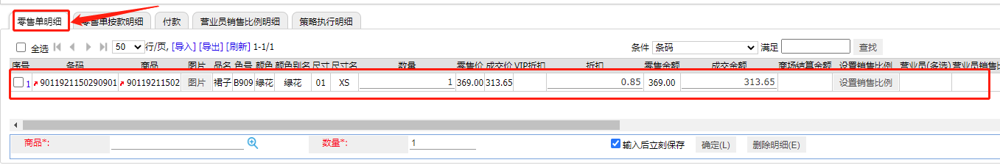 零售单明细 零售单按款明细 付款 营业员销售比例明细 策略执行明细
全选 50 行/页, [导入] [导出] [刷新] 1-1/1 条件 条码 满足 查找
序号 条码 商品 图片 品名 色号 颜色 颜色别名 尺寸 尺寸名 数量 零售价 成交价 VIP折扣 折扣 零售金额 成交金额 商场结算金额 设置销售比例 营业员(多选) 营业员销售比
1 9011921150290901 90119211502 图片 裙子 B909 绿花 绿花 01 XS 1 369.00 313.65 0.85 369.00 313.65 设置销售比例
商品*: 数量*: 1 输入后立刻保存 确定(L) 删除明细(E)